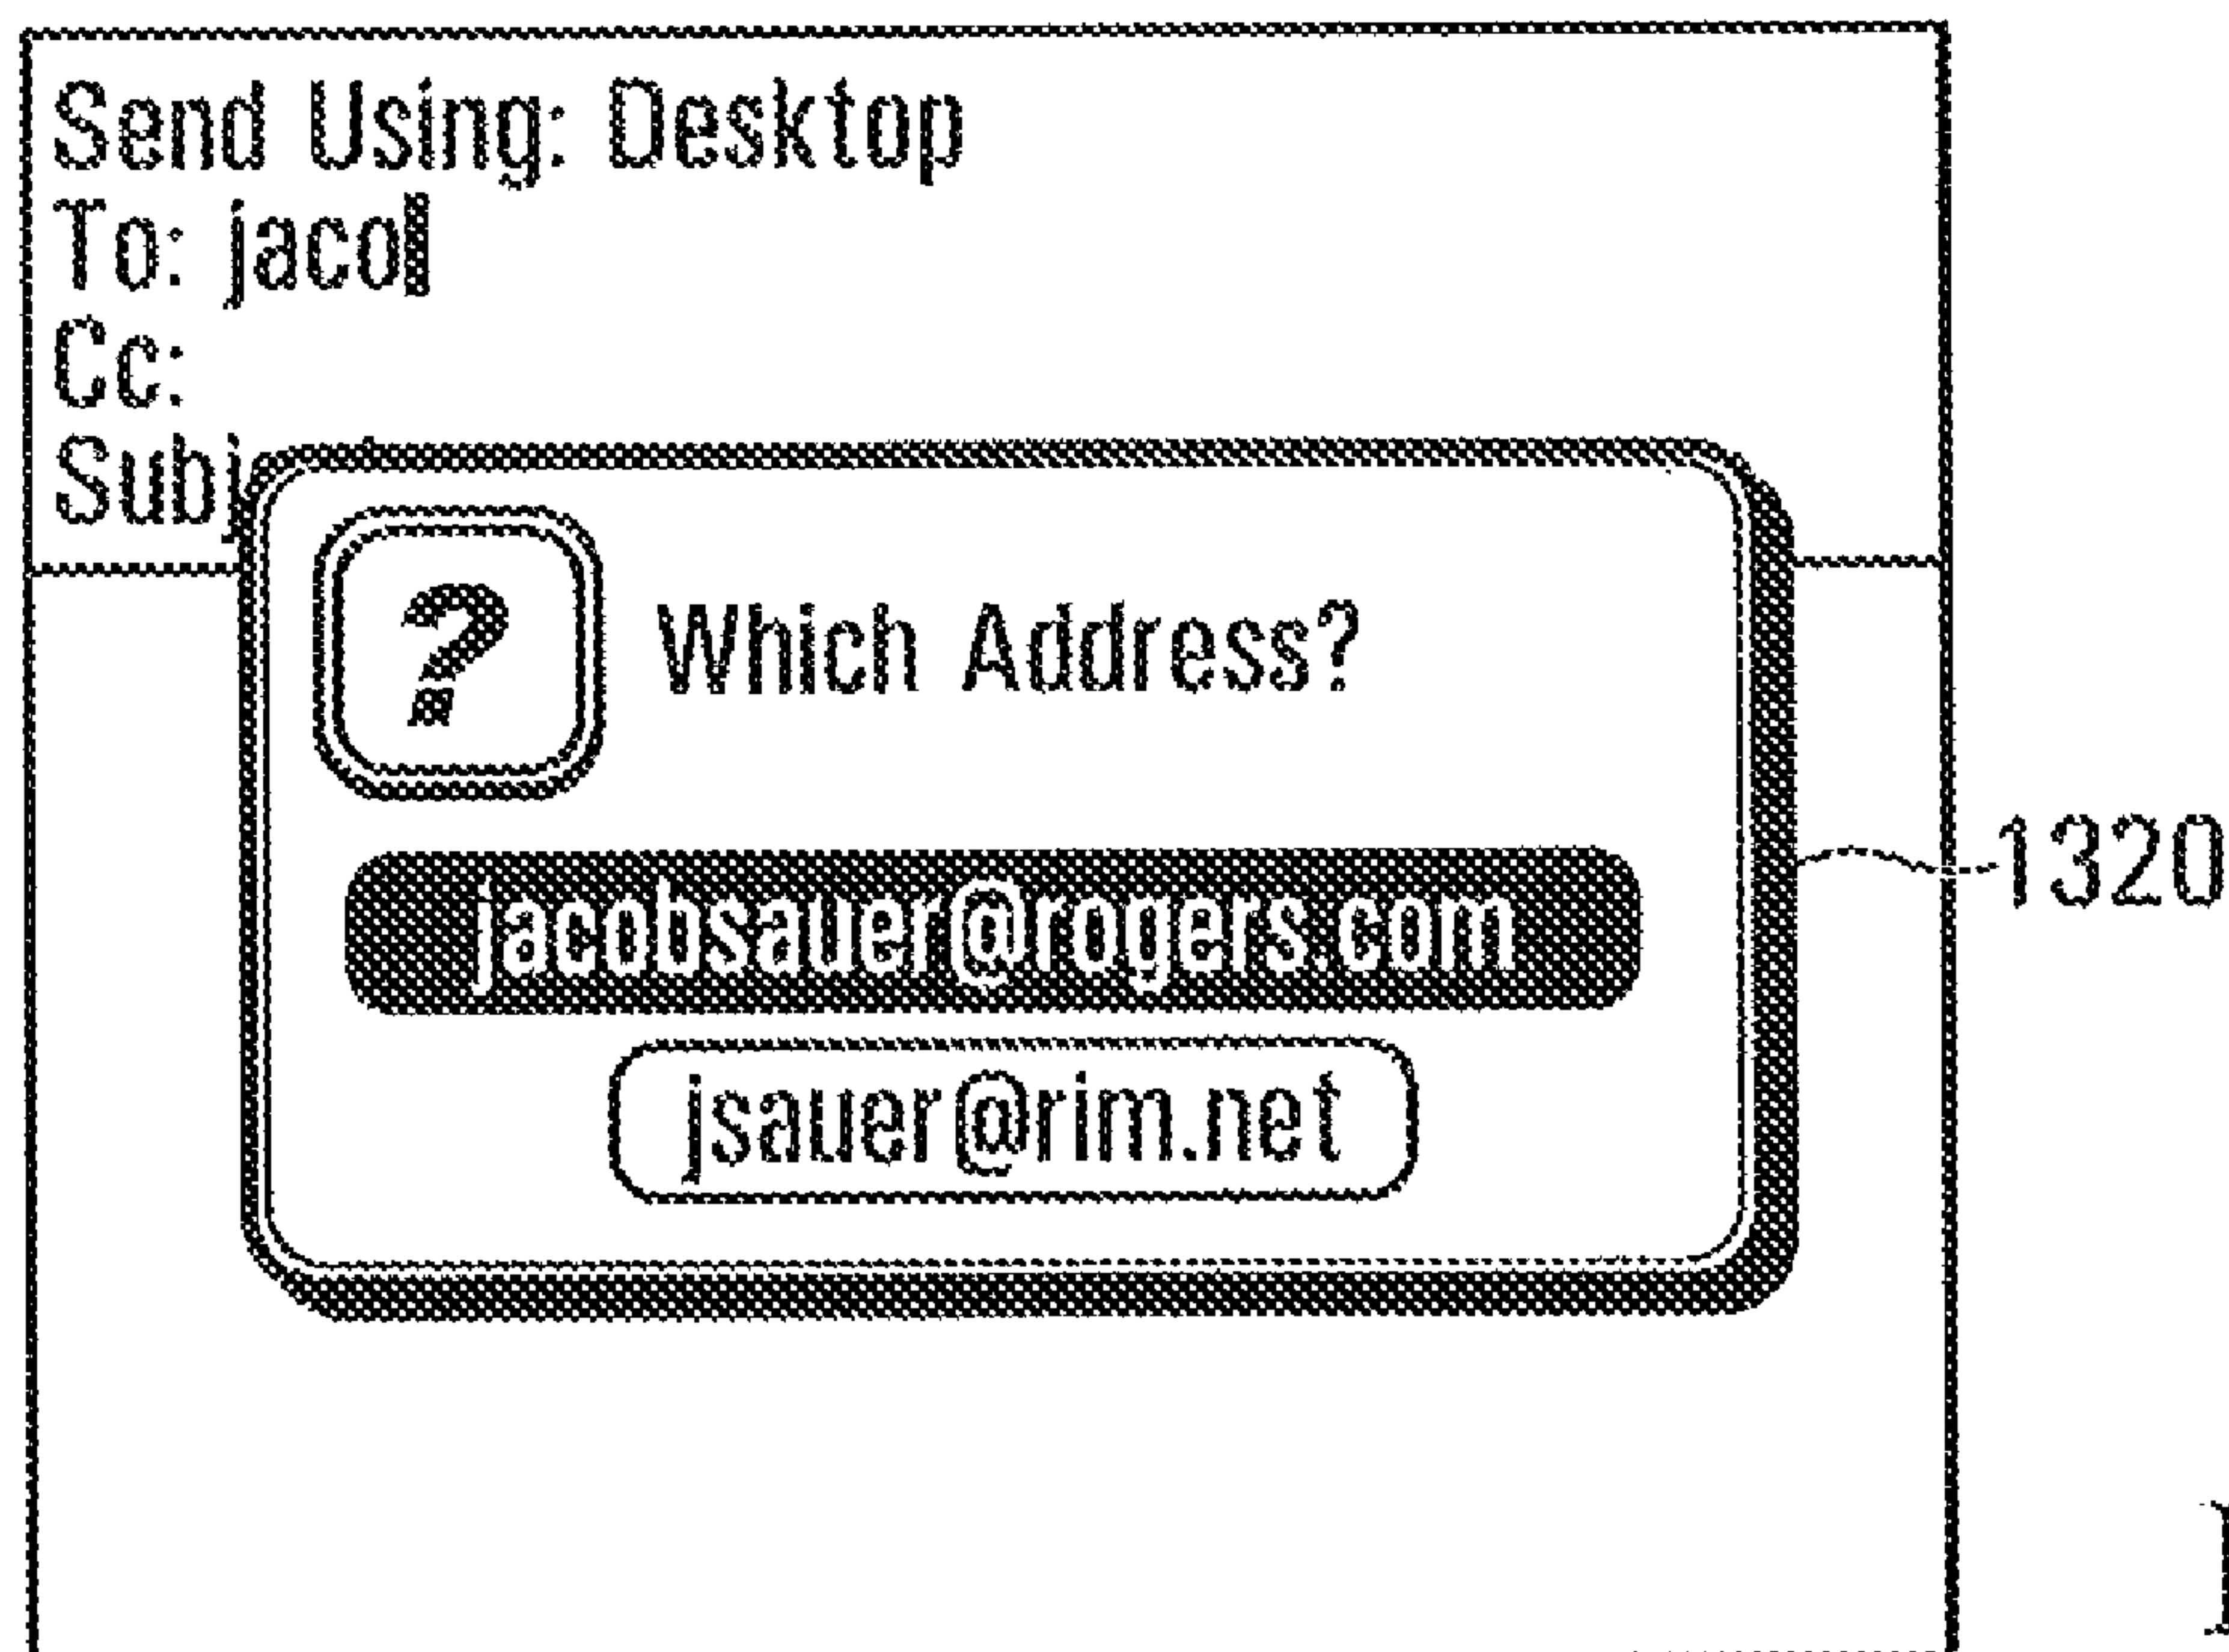 Send Using: Desktop
To: jaco
Cc:
Subj
? Which Address?
jacobsauer@rogers.com
1320
jsauer@rim.net